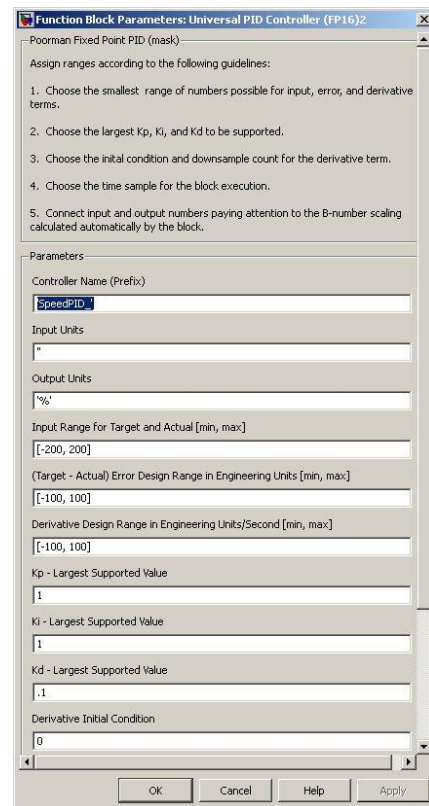 Function Block Parameters: Universal PID Controller (FP16)2
Poorman Fixed Point PID (mask)
Assign ranges according to the following guidelines:
1. Choose the smallest range of numbers possible for input, error, and derivative
terms.
2. Choose the largest Kp, Ki, and Kd to be supported.
3. Choose the inital condition and downsample count for the derivative term.
4. Choose the time sample for the block execution.
5. Connect input and output numbers paying attention to the B-number scaling
calculated automatically by the block.
Parameters
Controller Name (Prefix)
'SpeedPID_'
Input Units
''
Output Units
'%'
Input Range for Target and Actual [min, max]
[-200, 200]
(Target - Actual) Error Design Range in Engineering Units [min, max]
[-100, 100]
Derivative Design Range in Engineering Units/Second [min, max]
[-100, 100]
Kp - Largest Supported Value
1
Ki - Largest Supported Value
1
Kd - Largest Supported Value
.1
Derivative Initial Condition
0
OK Cancel Help Apply